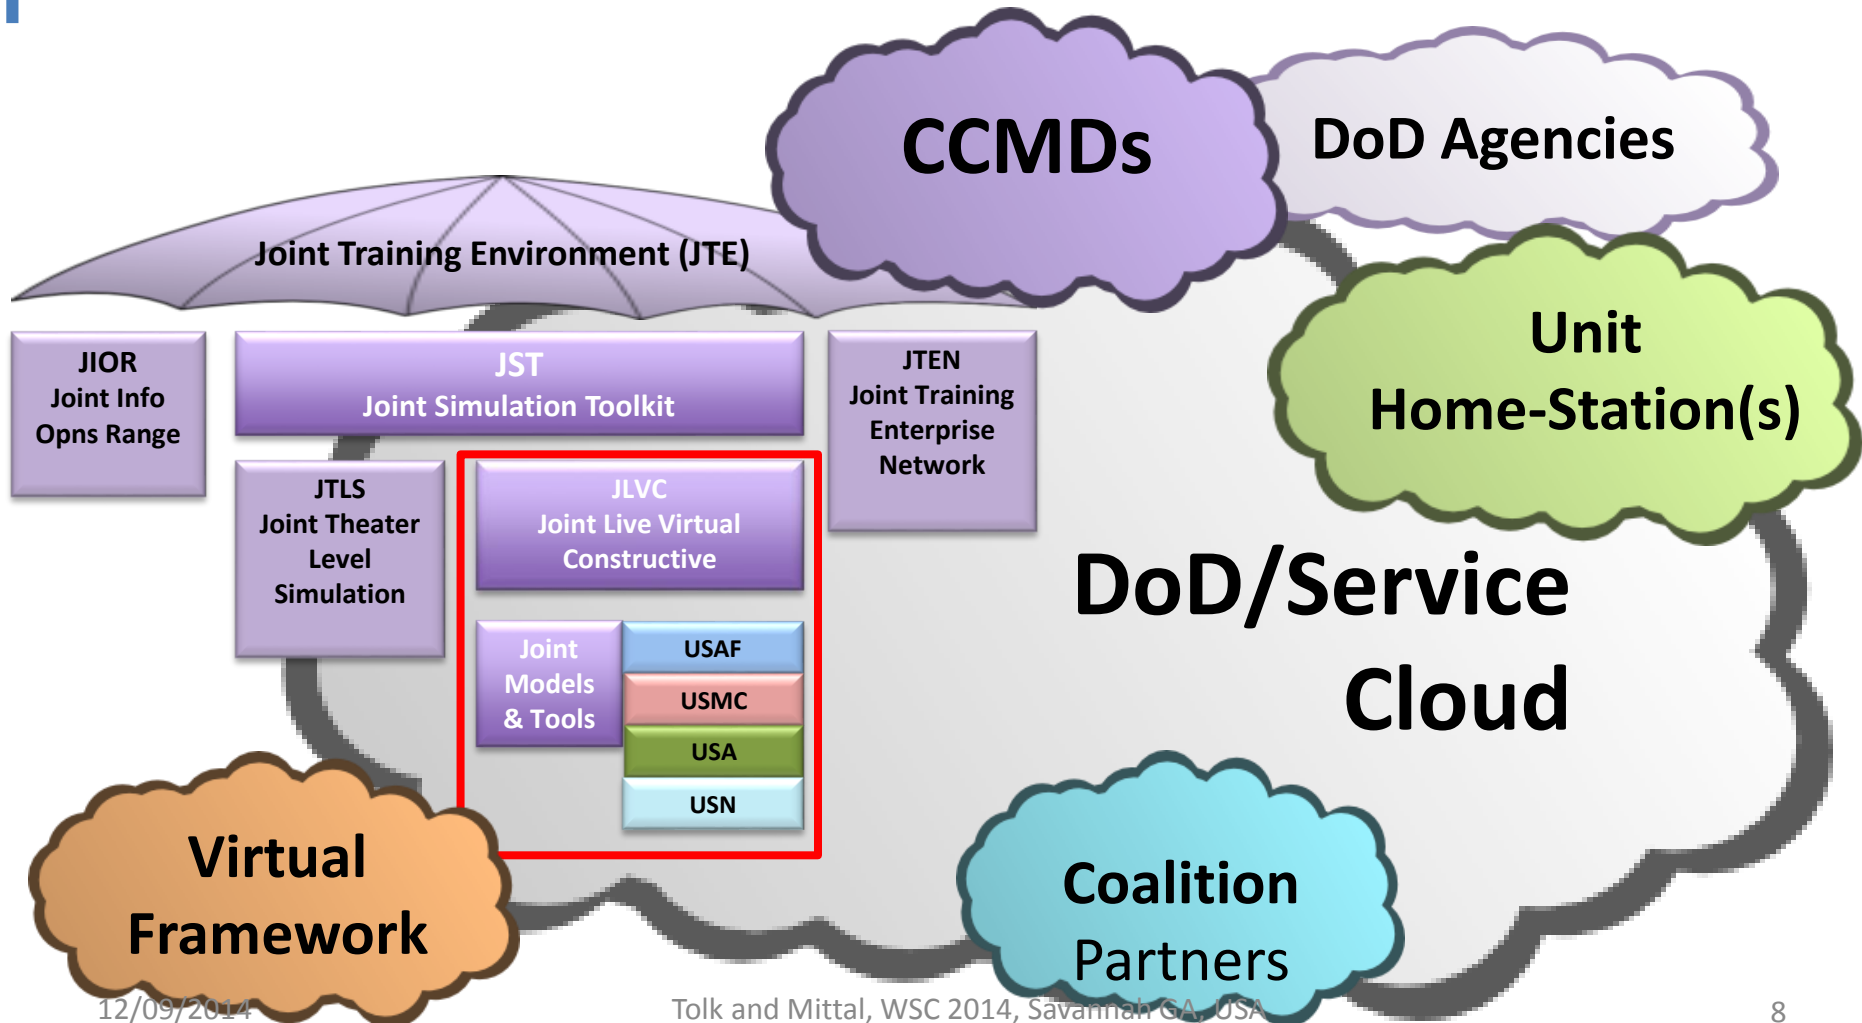 CCMDs
DoD Agencies
Joint Training Environment (JTE)
JIOR
Joint Info
Opns Range
JST
Joint Simulation Toolkit
JTEN
Joint Training
Enterprise
Network
Unit
Home-Station(s)
JTLS
Joint Theater
Level
Simulation
JLVC
Joint Live Virtual
Constructive
Joint
Models
& Tools
USAF
USMC
USA
USN
DoD/Service
Cloud
Virtual
Framework
Coalition
Partners
12/09/2014
Tolk and Mittal, WSC 2014, Savannah GA, USA
8